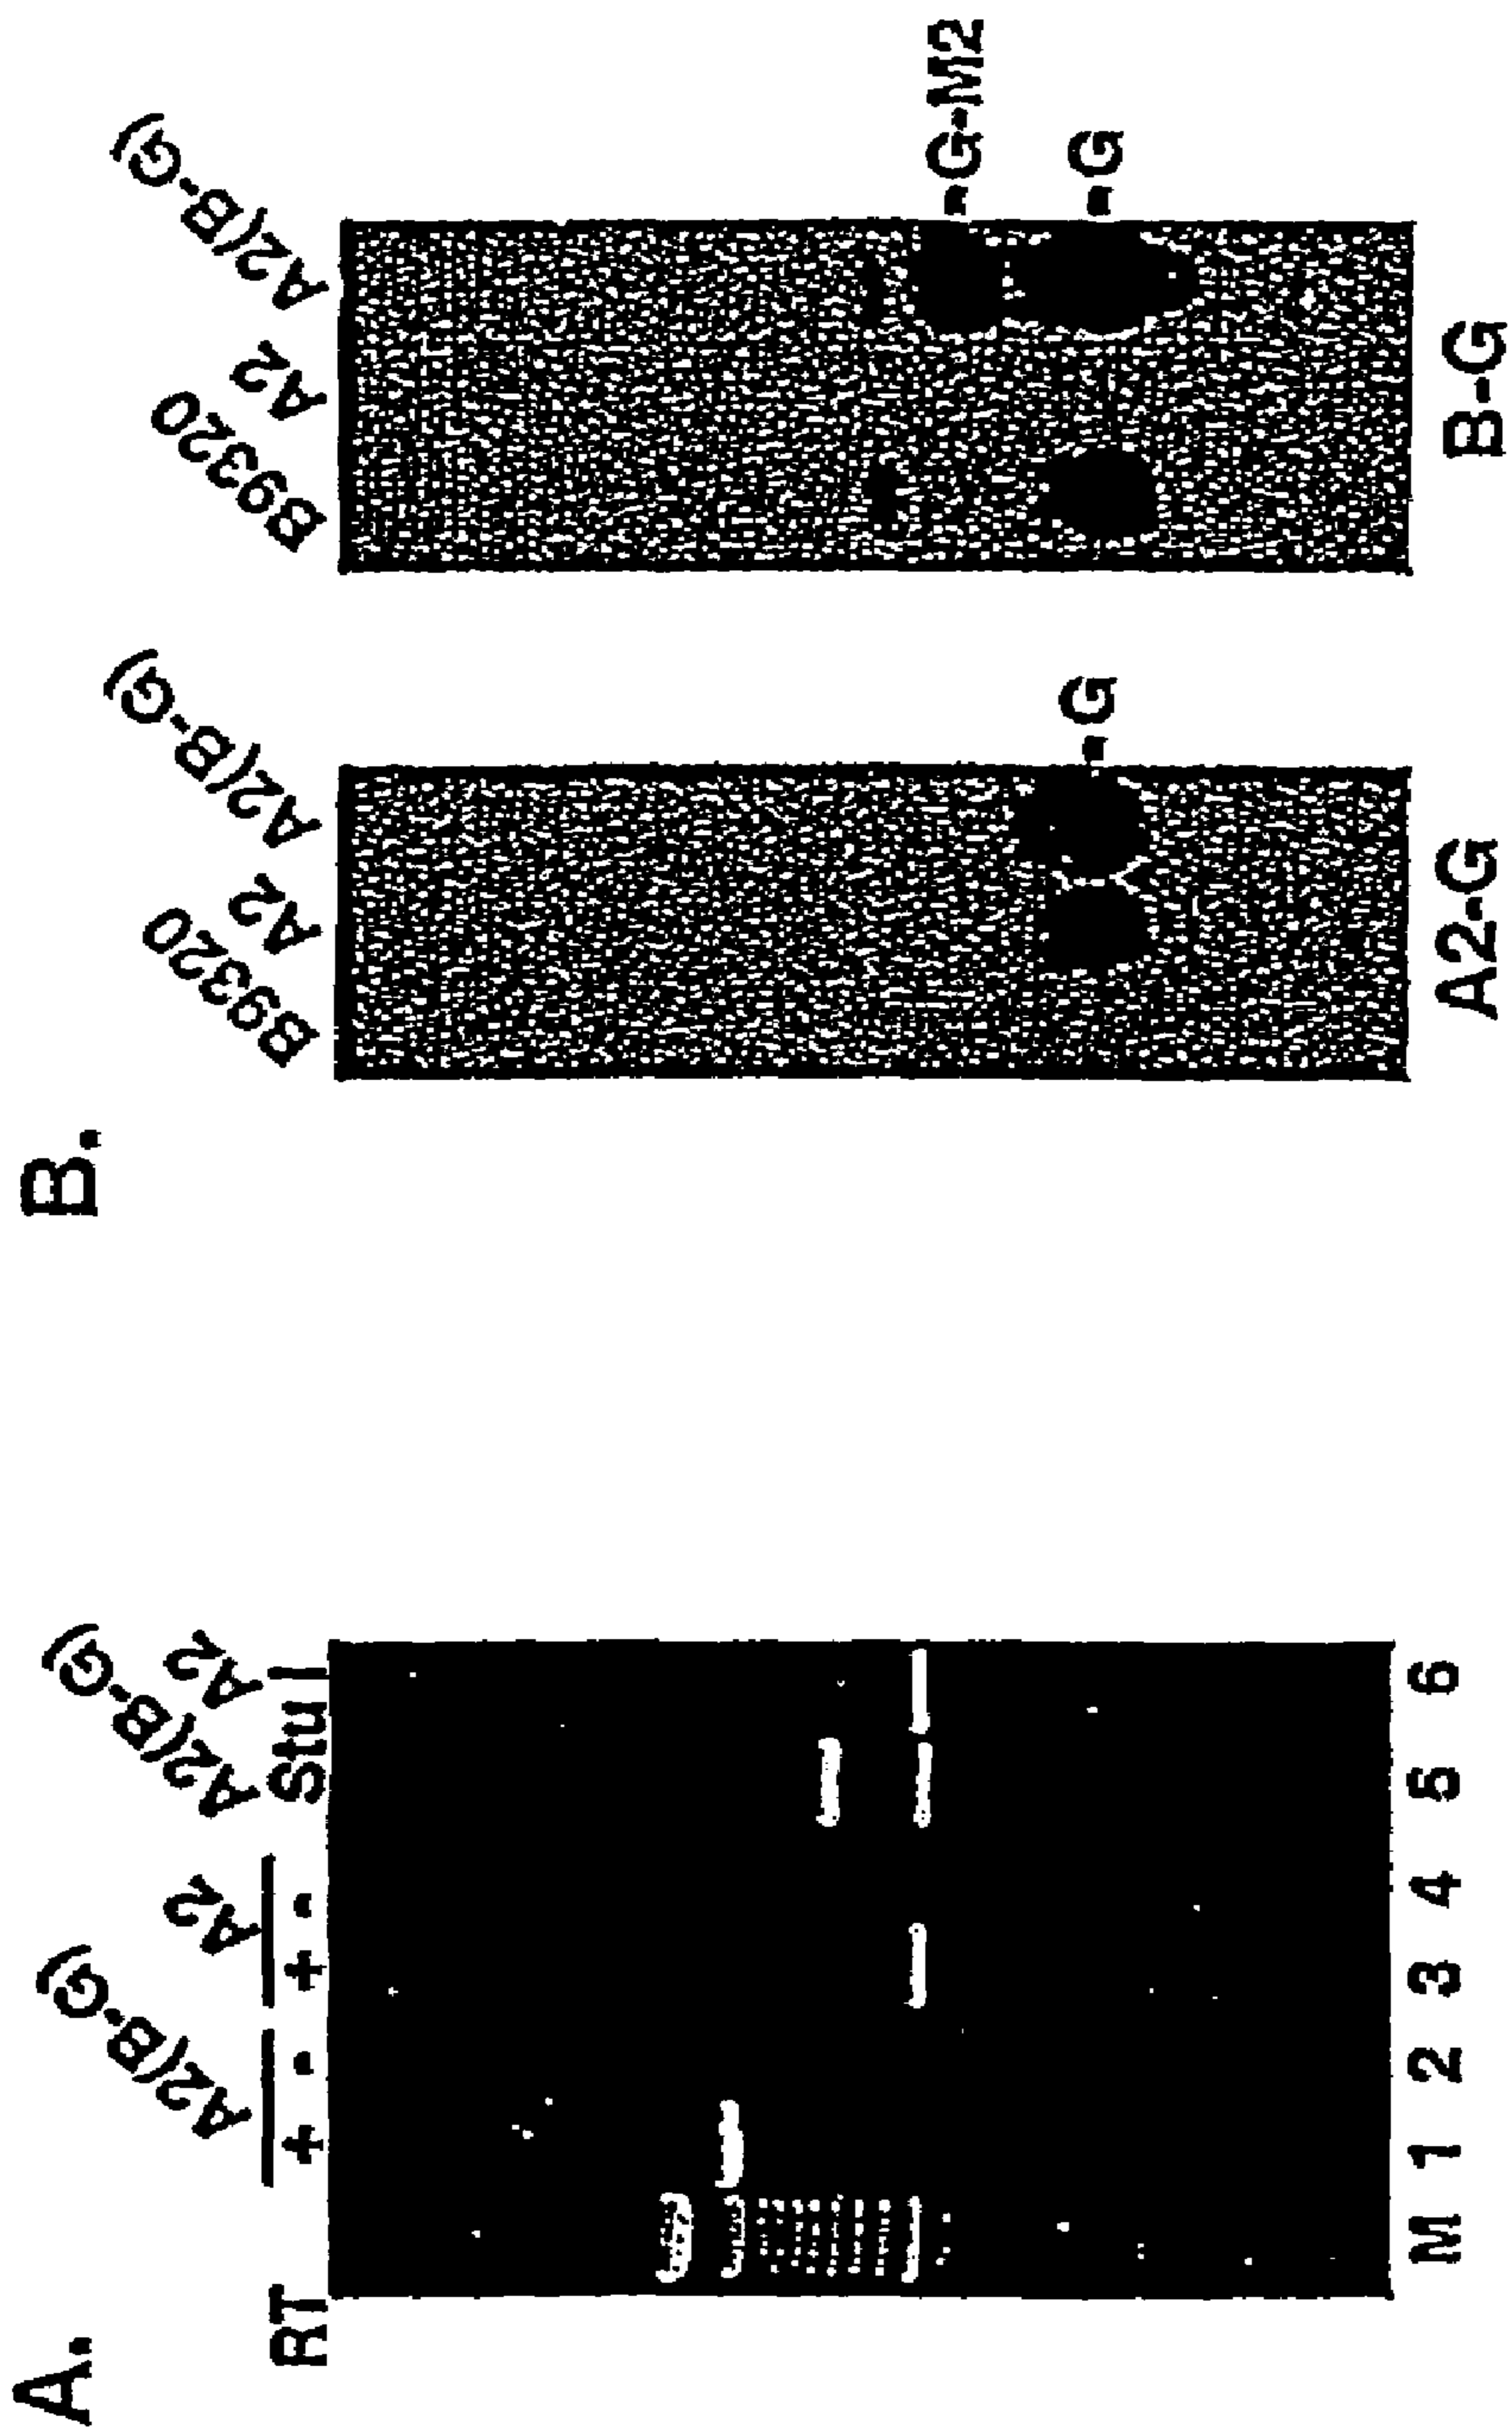 A.
A2(B-G)
A2
A2(B-G)
A2
RT
+
-
+
-
Stu I
M 1 2 3 4 5 6
B.
B9320
A2
A2(B-G)
-G
A2-G
B9320
A2
A2(B-G)
-G-M2
-G
B-G